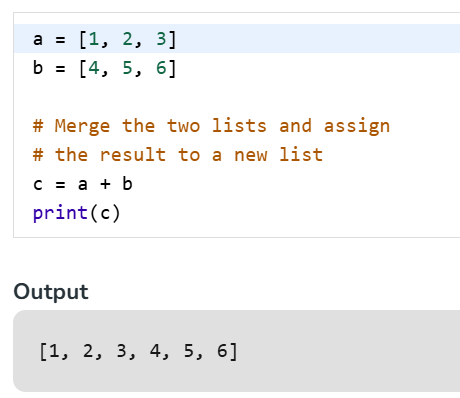 a = [1, 2, 3]
b = [4, 5, 6]
# Merge the two lists and assign
# the result to a new list
c = a + b
print(c)
Output
[1, 2, 3, 4, 5, 6]